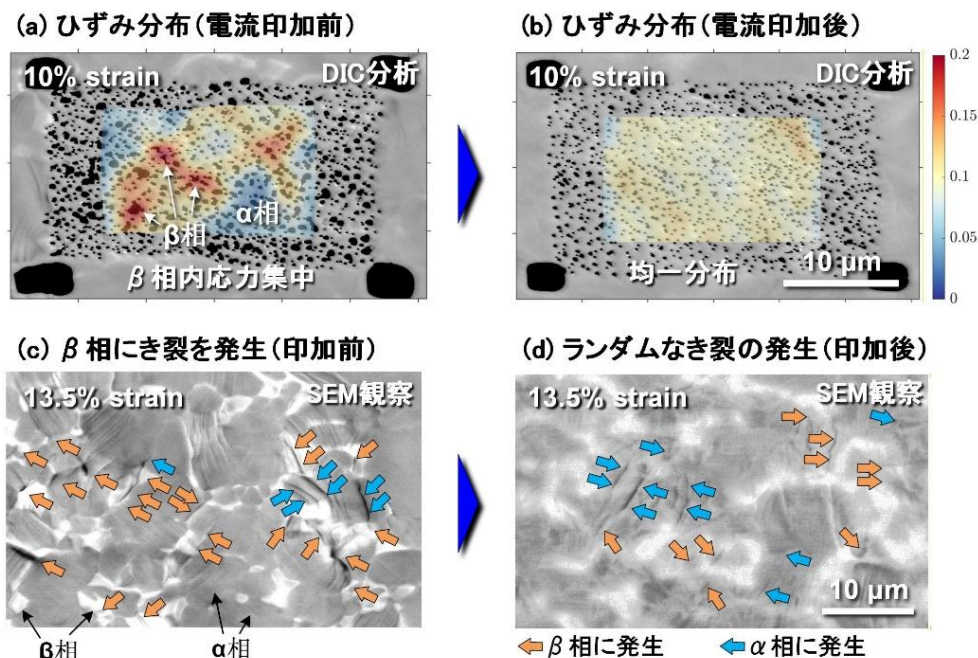 (a) ひずみ分布(電流印加前)
10% strain
DIC分析
α相
β相
β相内応力集中
(b) ひずみ分布(電流印加後)
10% strain
DIC分析
均一分布
10 μm
0.2
0.15
0.1
0.05
0
(c) β相にき裂を発生(印加前)
13.5% strain
SEM観察
β相
α相
(d) ランダムなき裂の発生(印加後)
13.5% strain
SEM観察
10 μm
β相に発生
α相に発生